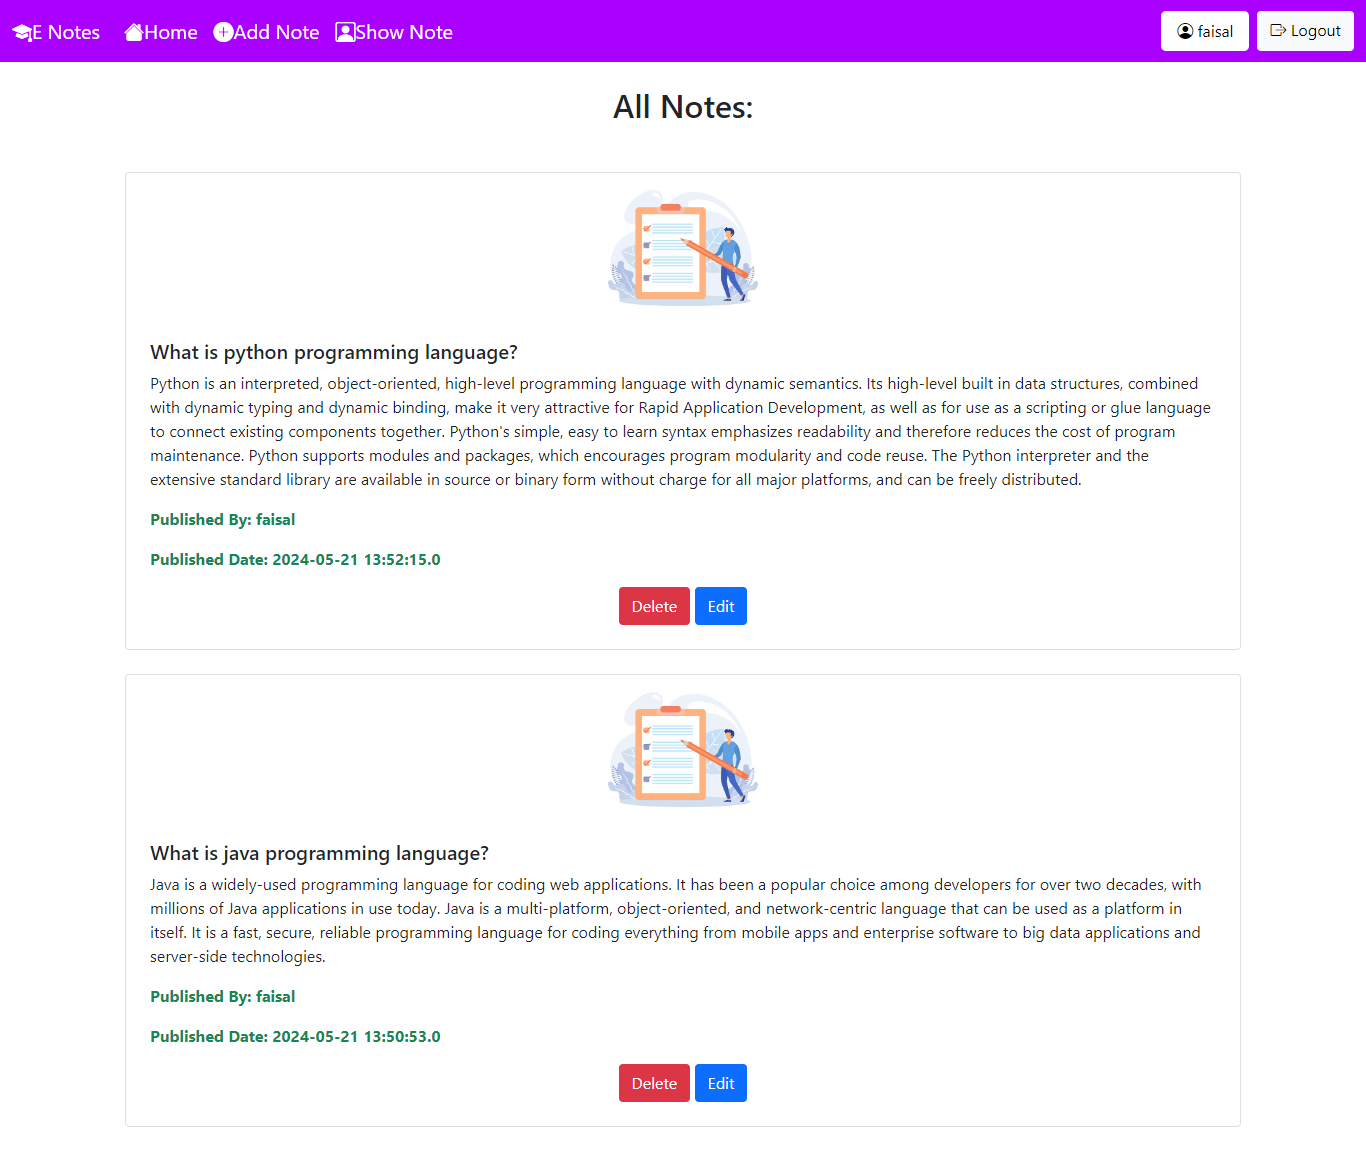 E Notes Home Add Note Show Note faisal Logout
All Notes:
What is python programming language?
Python is an interpreted, object-oriented, high-level programming language with dynamic semantics. Its high-level built in data structures, combined
with dynamic typing and dynamic binding, make it very attractive for Rapid Application Development, as well as for use as a scripting or glue language
to connect existing components together. Python's simple, easy to learn syntax emphasizes readability and therefore reduces the cost of program
maintenance. Python supports modules and packages, which encourages program modularity and code reuse. The Python interpreter and the
extensive standard library are available in source or binary form without charge for all major platforms, and can be freely distributed.
Published By: faisal
Published Date: 2024-05-21 13:52:15.0
Delete Edit
What is java programming language?
Java is a widely-used programming language for coding web applications. It has been a popular choice among developers for over two decades, with
millions of Java applications in use today. Java is a multi-platform, object-oriented, and network-centric language that can be used as a platform in
itself. It is a fast, secure, reliable programming language for coding everything from mobile apps and enterprise software to big data applications and
server-side technologies.
Published By: faisal
Published Date: 2024-05-21 13:50:53.0
Delete Edit